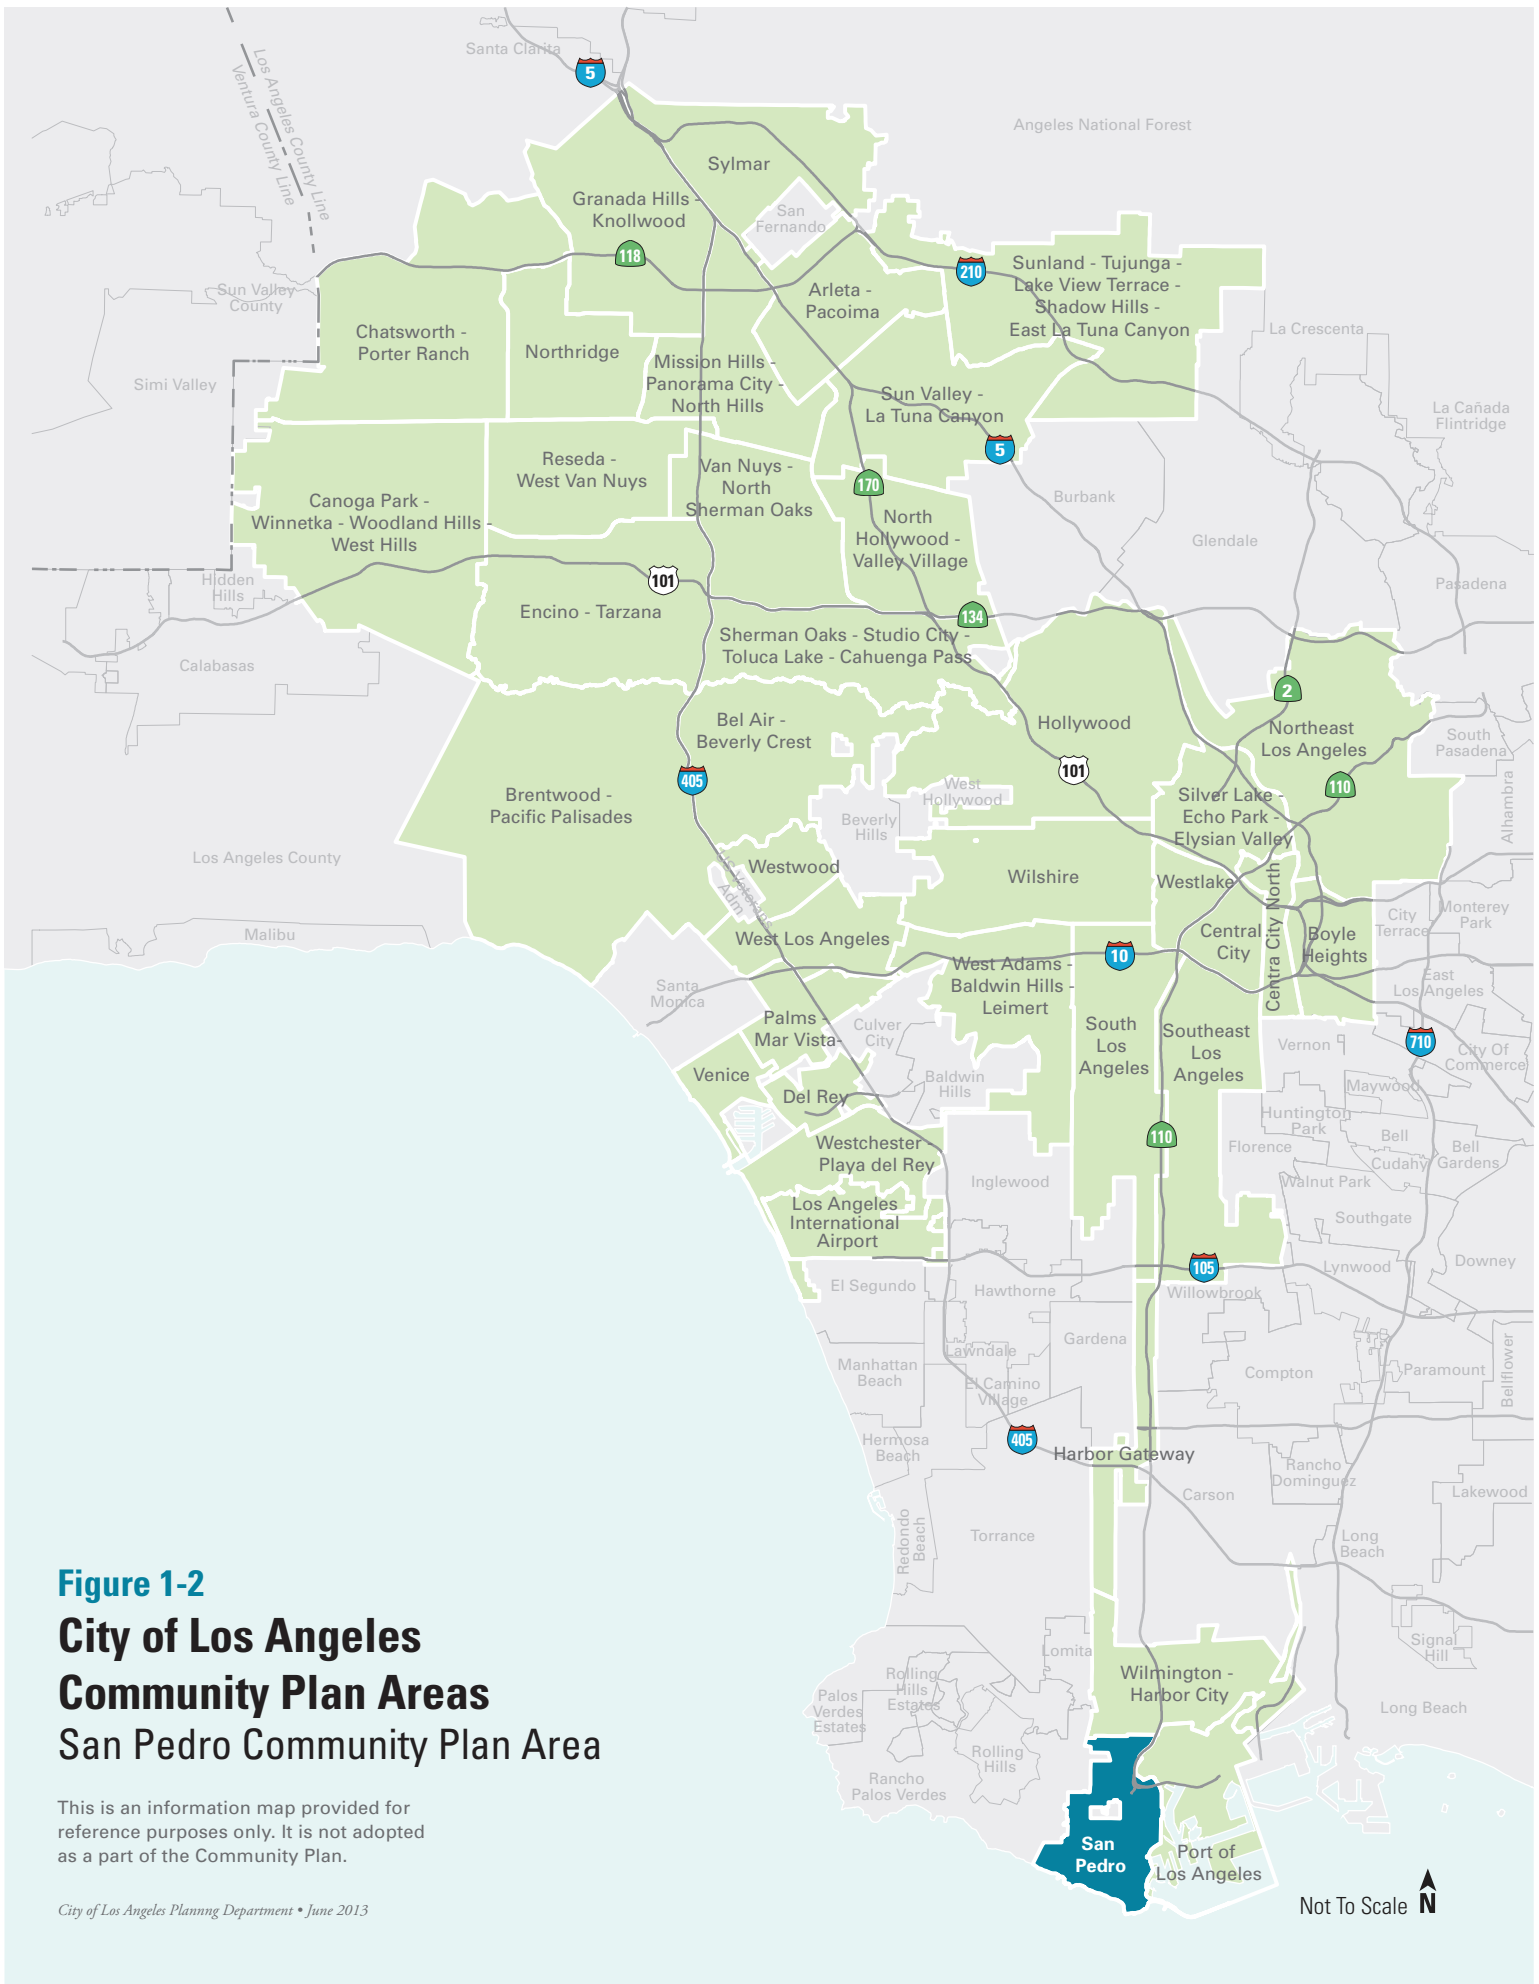 Santa Clarita
5
Los Angeles County Line
Ventura County Line
Angeles National Forest
Sylmar
Granada Hills -
Knollwood
San
Fernando
118
210
Sunland - Tujunga -
Lake View Terrace -
Shadow Hills -
East La Tuna Canyon
Sun Valley
County
Arleta -
Pacoima
Chatsworth -
Porter Ranch
Northridge
La Crescenta
Mission Hills -
Panorama City -
North Hills
Simi Valley
Sun Valley -
La Tuna Canyon
La Cañada
Flintridge
5
Reseda -
West Van Nuys
Van Nuys -
North
Sherman Oaks
170
Burbank
Canoga Park -
Winnetka - Woodland Hills -
West Hills
North
Hollywood -
Valley Village
Glendale
Hidden
Hills
101
Pasadena
Encino - Tarzana
134
Sherman Oaks - Studio City -
Toluca Lake - Cahuenga Pass
Calabasas
2
Bel Air -
Beverly Crest
Hollywood
Northeast
Los Angeles
South
Pasadena
405
101
110
Brentwood -
Pacific Palisades
West
Hollywood
Silver Lake -
Echo Park -
Elysian Valley
Alhambra
Beverly
Hills
Los Angeles County
US Veterans
Adm
Westwood
Wilshire
Westlake
Centra City North
Malibu
West Los Angeles
Central
City
Boyle
Heights
City
Terrace
Monterey
Park
10
West Adams -
Baldwin Hills -
Leimert
East
Los Angeles
Santa
Monica
Palms -
Mar Vista-
Culver
City
South
Los
Angeles
Southeast
Los
Angeles
Vernon
710
City Of
Commerce
Venice
Del Rey
Baldwin
Hills
Maywood
Huntington
Park
110
Florence
Bell
Cudahy
Bell
Gardens
Westchester -
Playa del Rey
Inglewood
Walnut Park
Los Angeles
International
Airport
Southgate
105
Lynwood
Downey
El Segundo
Hawthorne
Willowbrook
Gardena
Lawndale
Manhattan
Beach
El Camino
Village
Compton
Paramount
Bellflower
Hermosa
Beach
405
Harbor Gateway
Rancho
Dominguez
Carson
Lakewood
Redondo
Beach
Torrance
Long
Beach
Lomita
Signal
Hill
Rolling
Hills
Estates
Wilmington -
Harbor City
Palos
Verdes
Estates
Long Beach
Rolling
Hills
Rancho
Palos Verdes
San
Pedro
Port of
Los Angeles
Figure 1-2
City of Los Angeles
Community Plan Areas
San Pedro Community Plan Area
This is an information map provided for
reference purposes only. It is not adopted
as a part of the Community Plan.
City of Los Angeles Plannng Department • June 2013
Not To Scale N